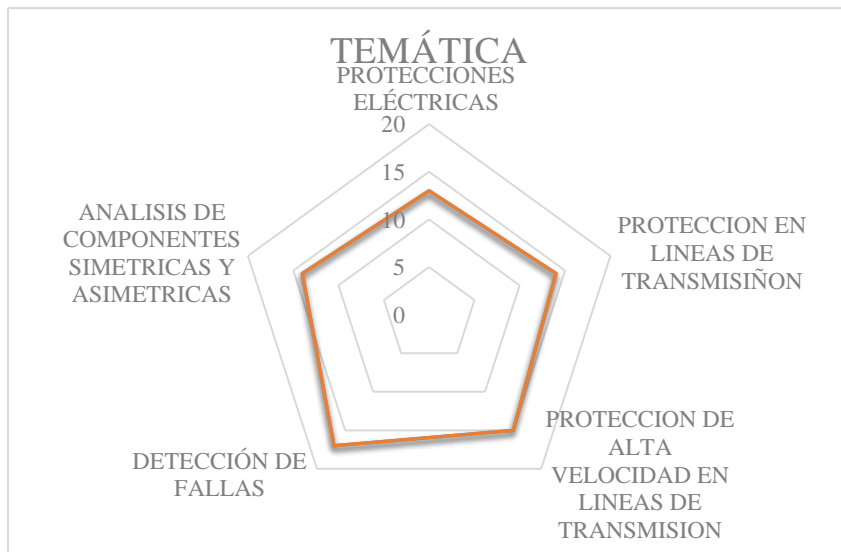 TEMÁTICA
PROTECCIONES
ELÉCTRICAS
20
15
10
5
0
PROTECCION EN
LINEAS DE
TRANSMISIÑON
PROTECCION DE
ALTA
VELOCIDAD EN
LINEAS DE
TRANSMISION
DETECCIÓN DE
FALLAS
ANALISIS DE
COMPONENTES
SIMETRICAS Y
ASIMETRICAS